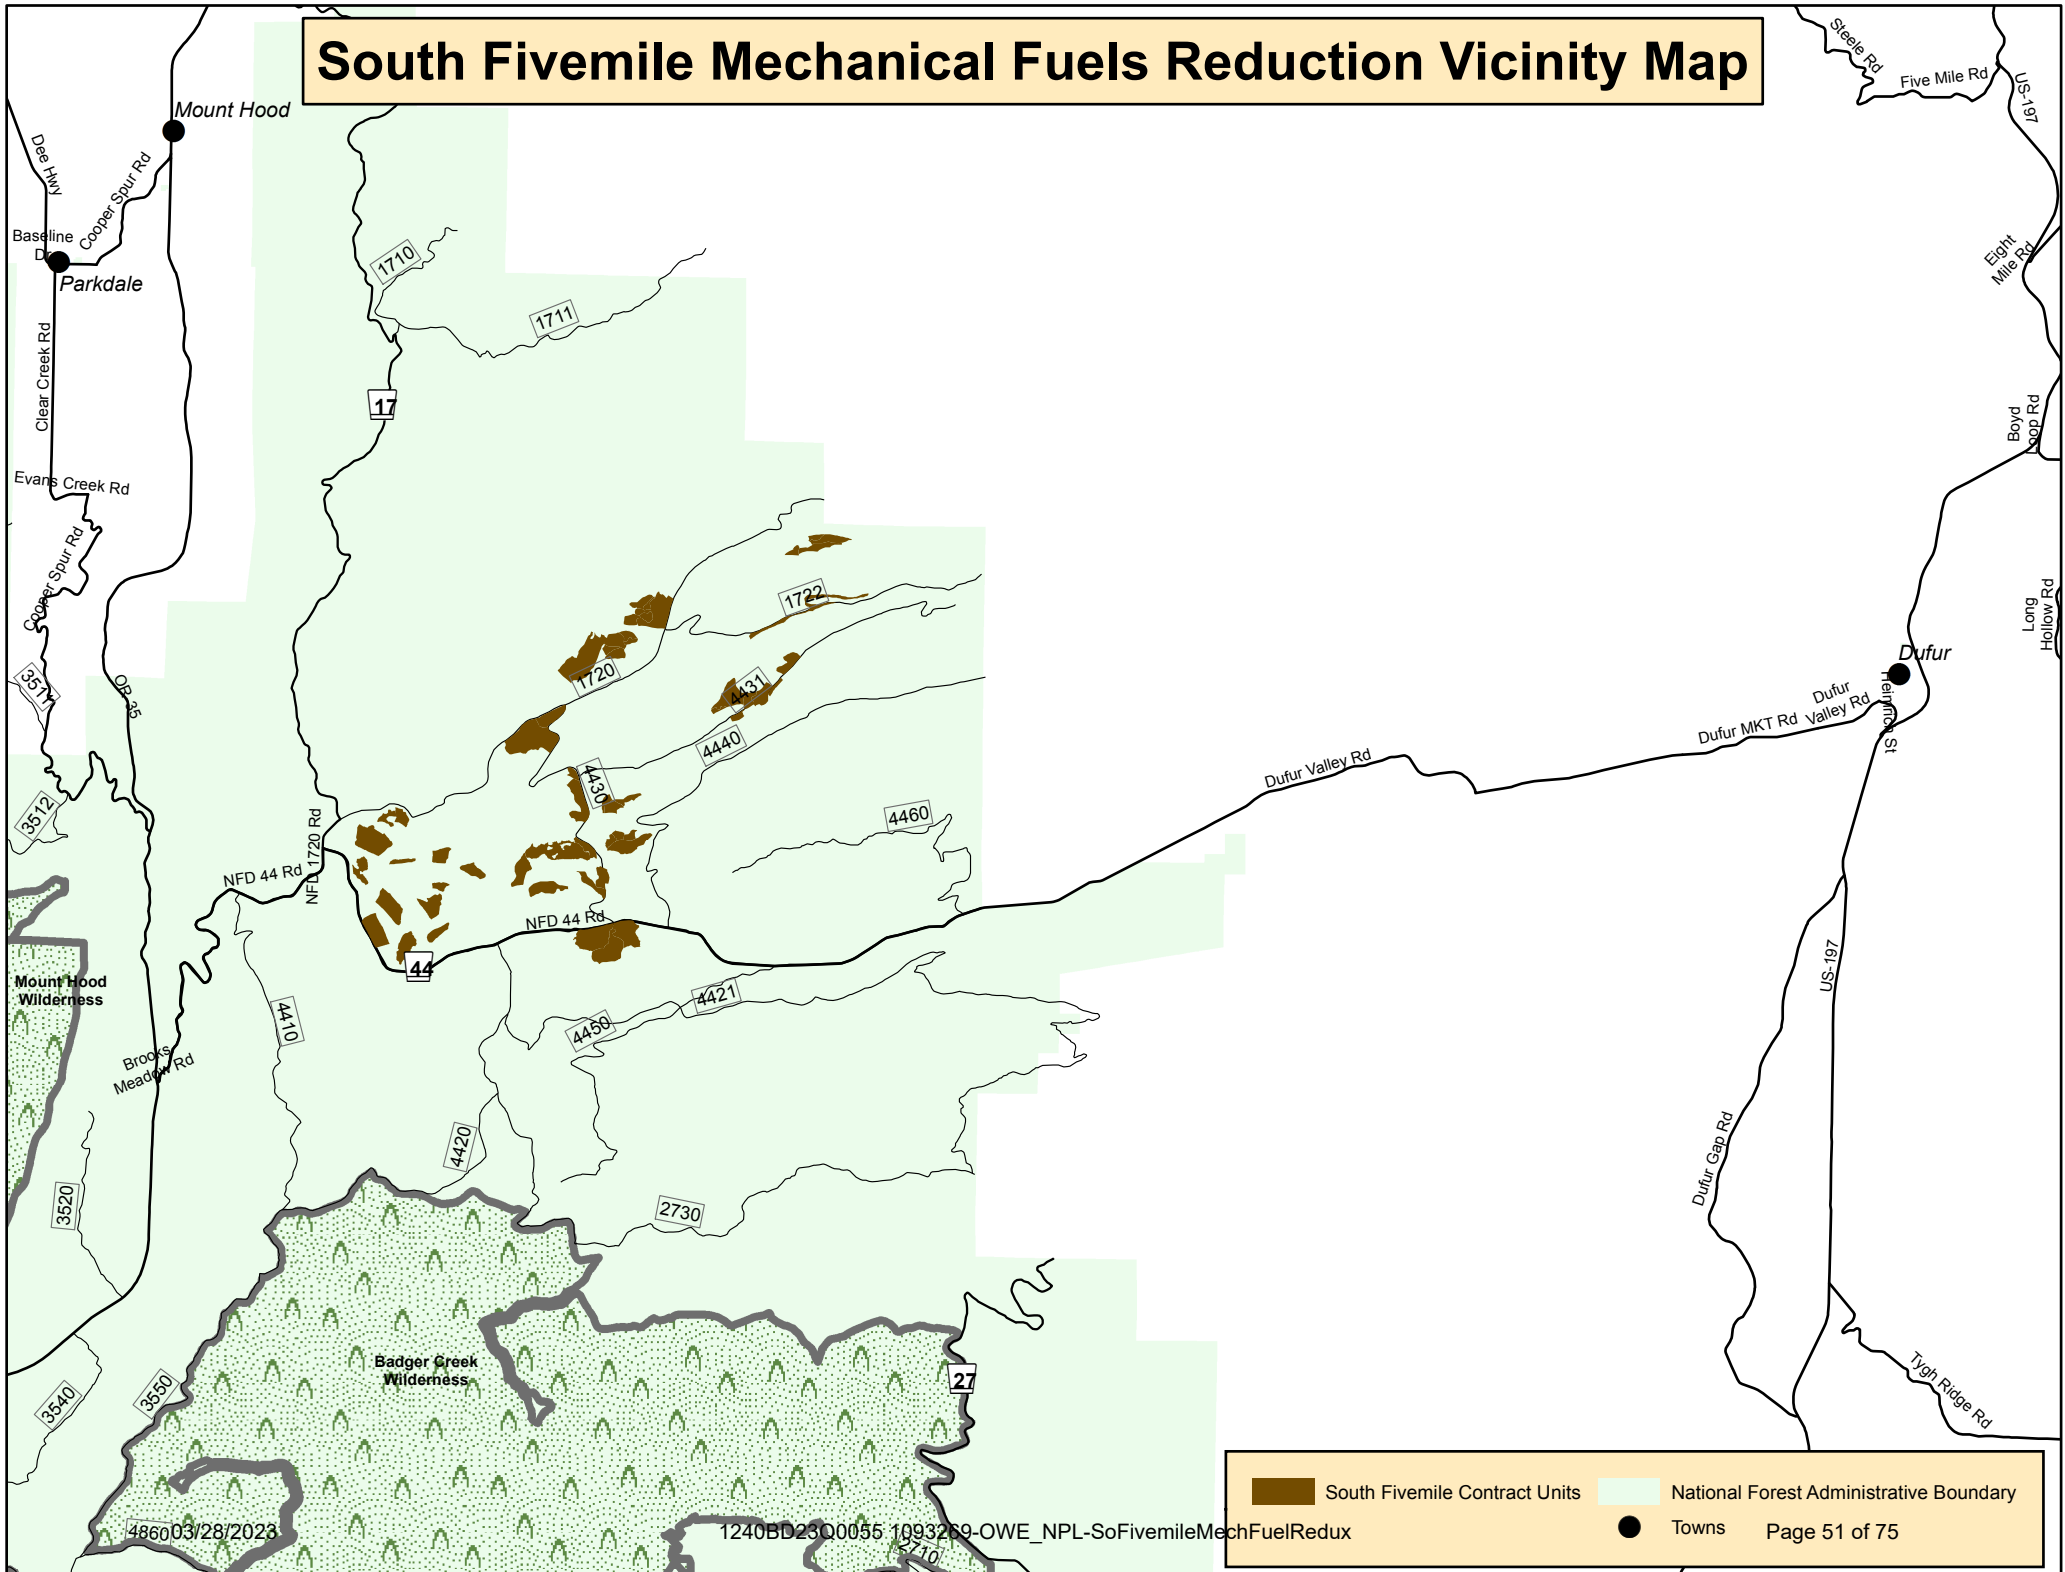 South Fivemile Mechanical Fuels Reduction Vicinity Map
Steele Rd
Five Mile Rd
US-197
Mount Hood
Dee Hwy
Cooper Spur Rd
Baseline
Dr
Parkdale
1710
1711
Eight
Mile Rd
Clear Creek Rd
17
Boyd
Loop Rd
Evans Creek Rd
Cooper Spur Rd
1722
Long
Hollow Rd
3511
OR-35
1720
4431
Dufur
Heimrich St
Dufur
Valley Rd
Dufur MKT Rd
4440
Dufur Valley Rd
4430
3512
4460
NFD 1720 Rd
NFD 44 Rd
NFD 44 Rd
44
US-197
Mount Hood
Wilderness
4421
4450
4410
Brooks
Meadow Rd
4420
Dufur Gap Rd
3520
2730
Badger Creek
Wilderness
27
3540
3550
Tygh Ridge Rd
South Fivemile Contract Units
National Forest Administrative Boundary
4860
03/28/2023
1240BD23Q0055 1093269-OWE_NPL-SoFivemileMechFuelRedux
Towns
Page 51 of 75
2710